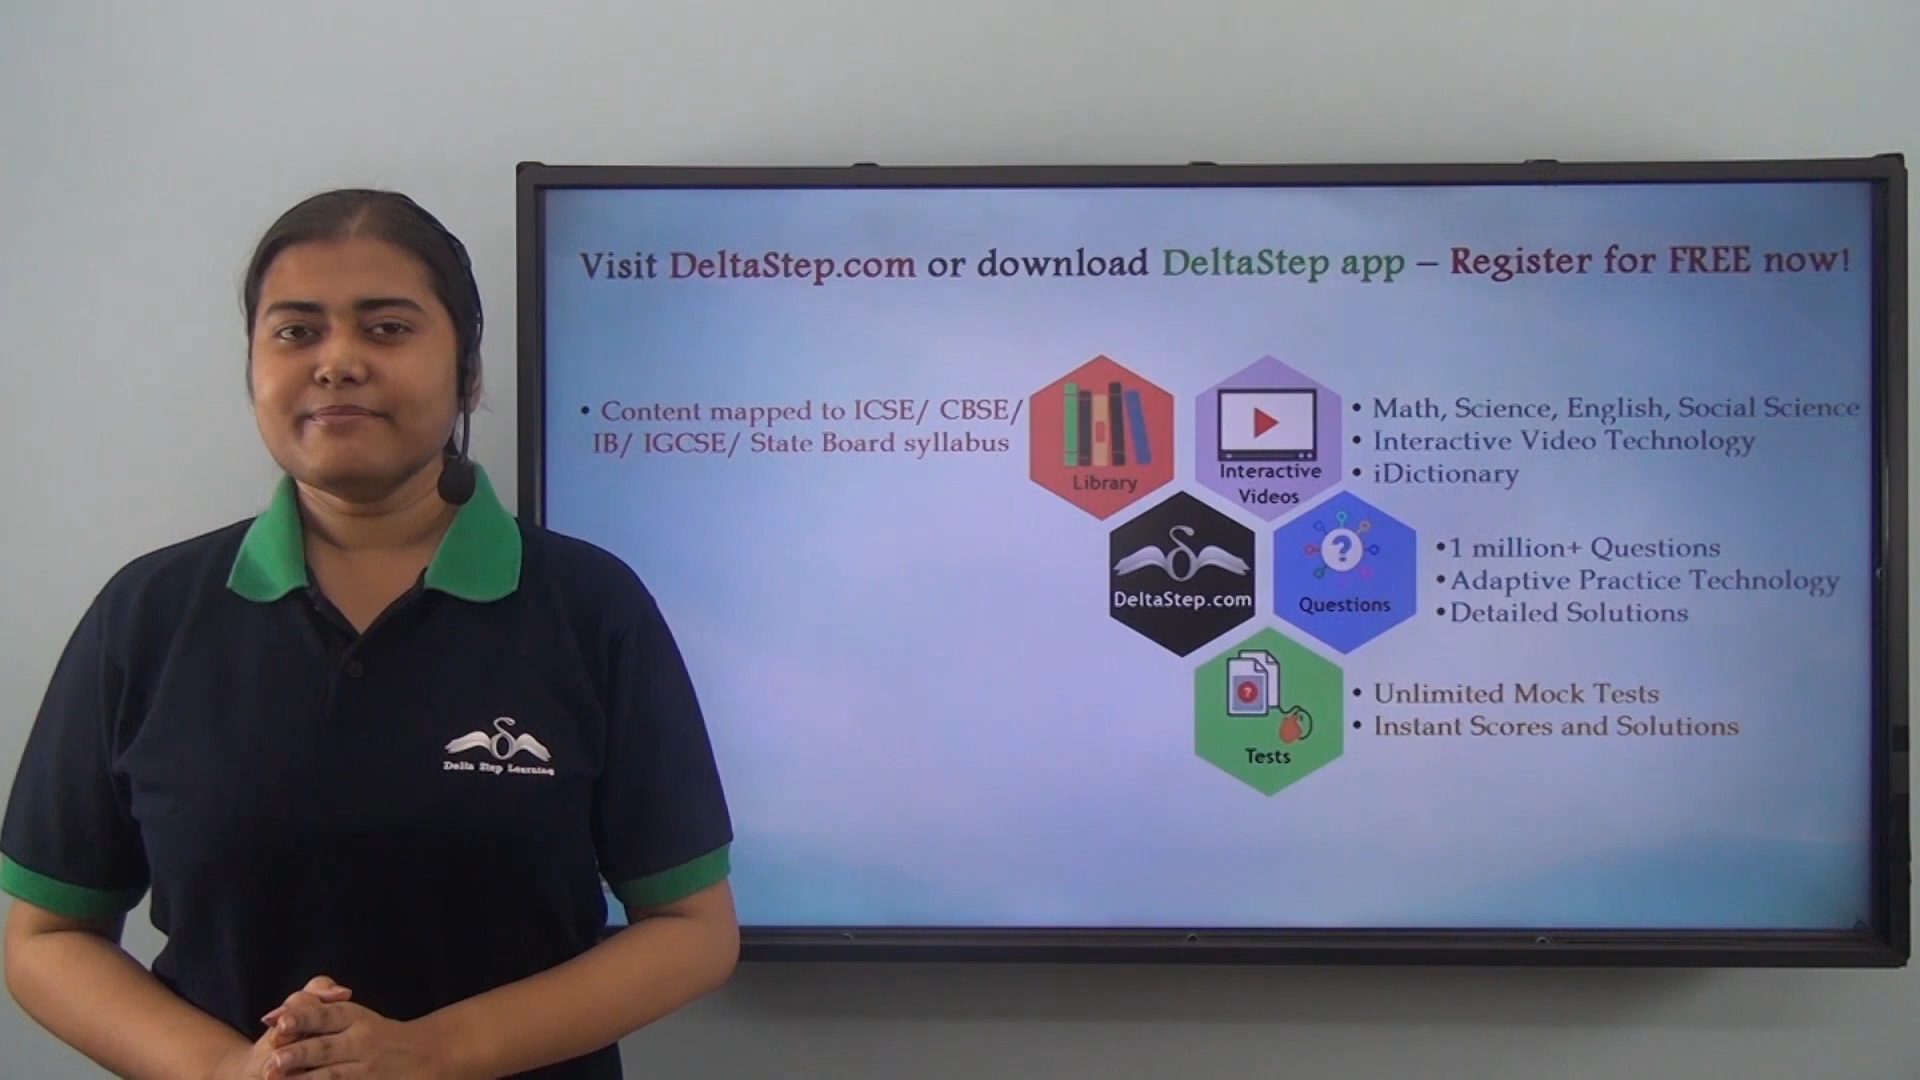 Visit DeltaStep.com or download DeltaStep app – Register for FREE now!
• Content mapped to ICSE/ CBSE/
IB/ IGCSE/ State Board syllabus
Library
Interactive
Videos
• Math, Science, English, Social Science
• Interactive Video Technology
• iDictionary
DeltaStep.com
Questions
•1 million+ Questions
•Adaptive Practice Technology
•Detailed Solutions
Tests
• Unlimited Mock Tests
• Instant Scores and Solutions
Delta Step Learning